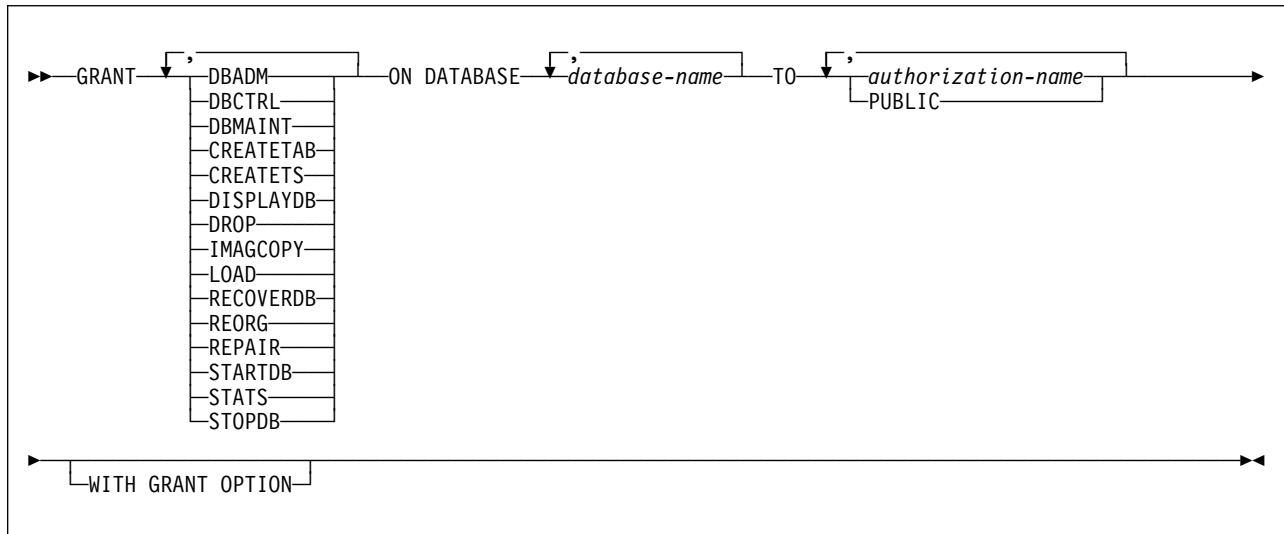 , , ,
GRANT DBADM ON DATABASE database-name TO authorization-name
DBCTRL PUBLIC
DBMAINT
CREATETAB
CREATETS
DISPLAYDB
DROP
IMAGCOPY
LOAD
RECOVERDB
REORG
REPAIR
STARTDB
STATS
STOPDB
WITH GRANT OPTION